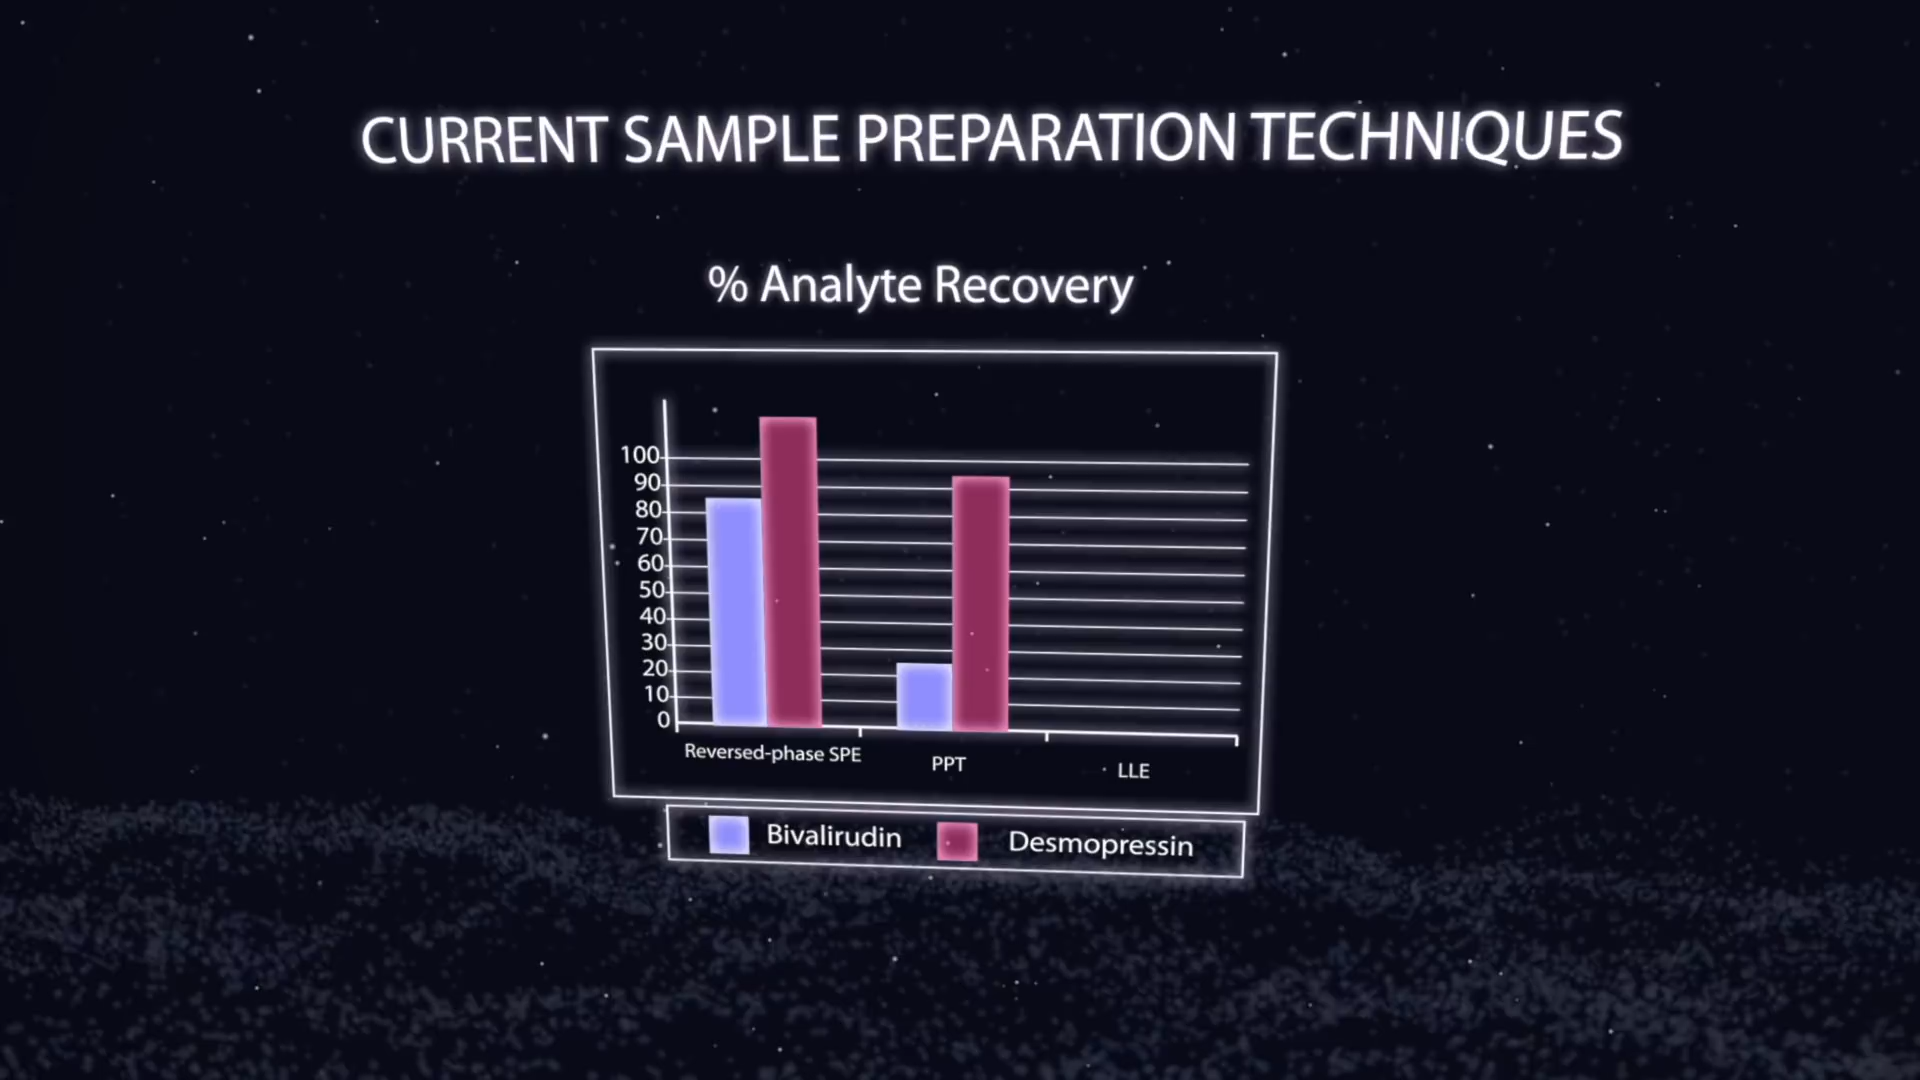 CURRENT SAMPLE PREPARATION TECHNIQUES
% Analyte Recovery
100
90
80
70
60
50
40
30
20
10
0
Reversed-phase SPE
PPT
LLE
Bivalirudin
Desmopressin